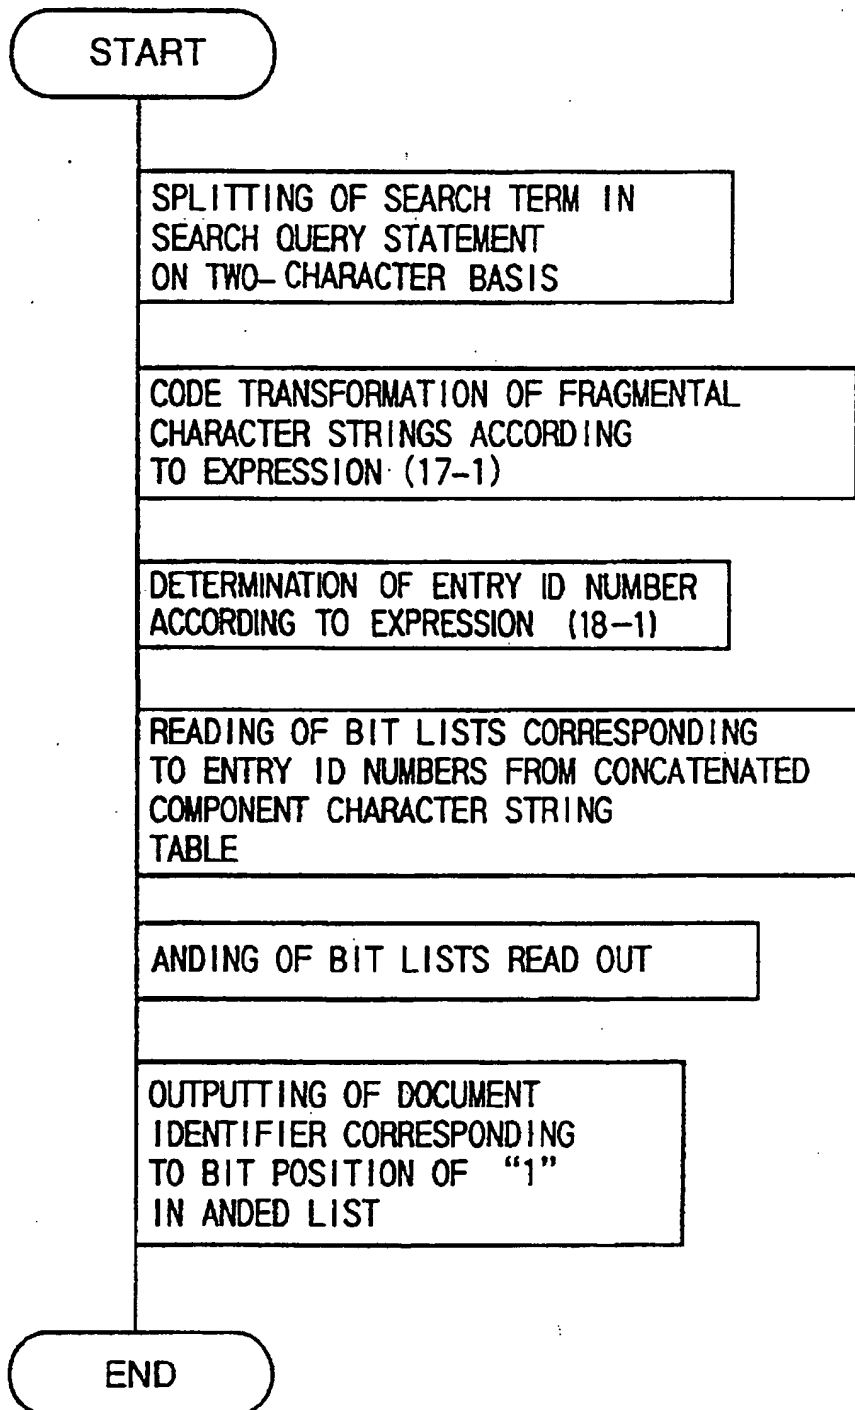 START
SPLITTING OF SEARCH TERM IN
SEARCH QUERY STATEMENT
ON TWO-CHARACTER BASIS
CODE TRANSFORMATION OF FRAGMENTAL
CHARACTER STRINGS ACCORDING
TO EXPRESSION (17-1)
DETERMINATION OF ENTRY ID NUMBER
ACCORDING TO EXPRESSION (18-1)
READING OF BIT LISTS CORRESPONDING
TO ENTRY ID NUMBERS FROM CONCATENATED
COMPONENT CHARACTER STRING
TABLE
ANDING OF BIT LISTS READ OUT
OUTPUTTING OF DOCUMENT
IDENTIFIER CORRESPONDING
TO BIT POSITION OF “1”
IN ANDED LIST
END